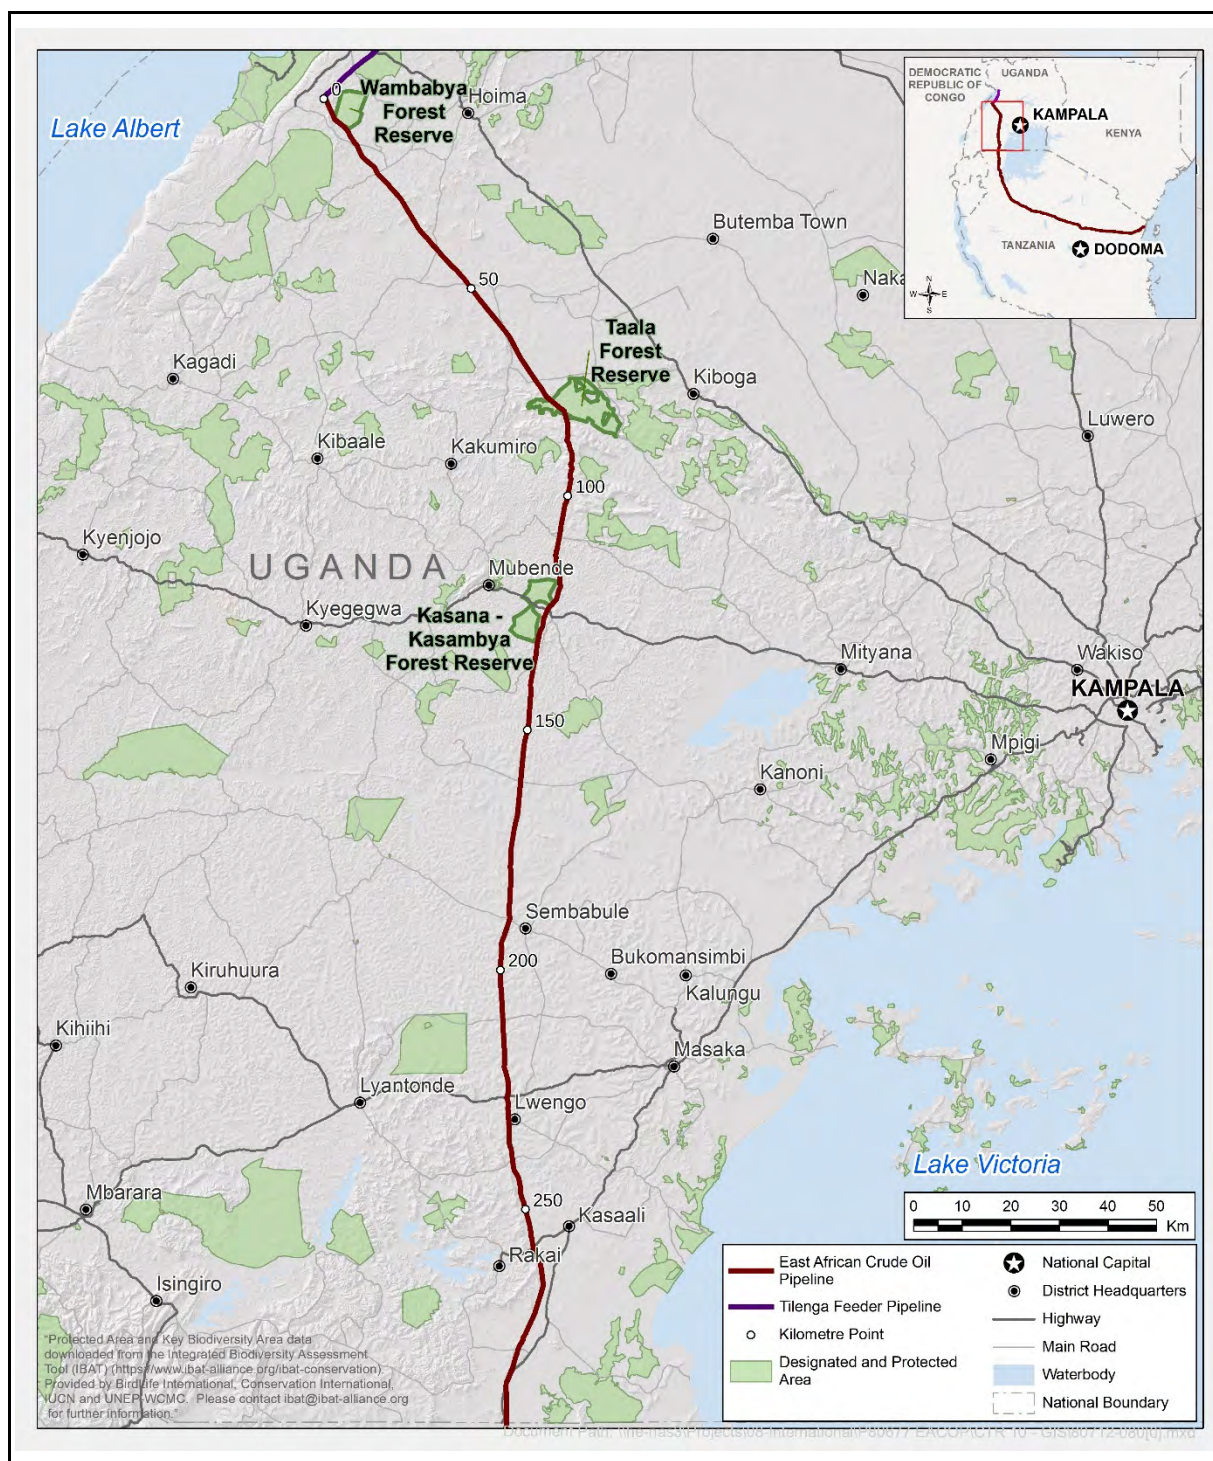 0
Wambabya
Forest
Reserve
Hoima
Lake Albert
DEMOCRATIC
REPUBLIC OF
CONGO
UGANDA
KAMPALA
KENYA
TANZANIA
DODOMA
N
W
E
S
Butemba Town
50
Taala
Forest
Reserve
Kagadi
Kiboga
Luwero
Kibaale
Kakumiro
100
Kyenjojo
UGANDA
Mubende
Kyegegwa
Kasana -
Kasambya
Forest Reserve
Mityana
Wakiso
KAMPALA
150
Mpigi
Kanoni
Sembabule
200
Bukomansimbi
Kiruhuura
Kalungu
Kihiihi
Masaka
Lyantonde
Lwengo
Lake Victoria
Mbarara
250
Kasaali
Rakai
Isingiro
0 10 20 30 40 50
Km
East African Crude Oil
Pipeline
Tilenga Feeder Pipeline
Kilometre Point
Designated and Protected
Area
National Capital
District Headquarters
Highway
Main Road
Waterbody
National Boundary
"Protected Area and Key Biodiversity Area data
downloaded from the Integrated Biodiversity Assessment
Tool (IBAT) (https://www.ibat-alliance.org/ibat-conservation)
Provided by BirdLife International, Conservation International,
IUCN and UNEP-WCMC. Please contact ibat@ibat-alliance.org
for further information."